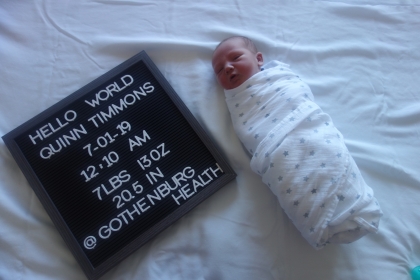 HELLO WORLD
QUINN TIMMONS
7-01-19
12:10 AM
7LBS 13OZ
20.5 IN
@GOTHENBURG
HEALTH